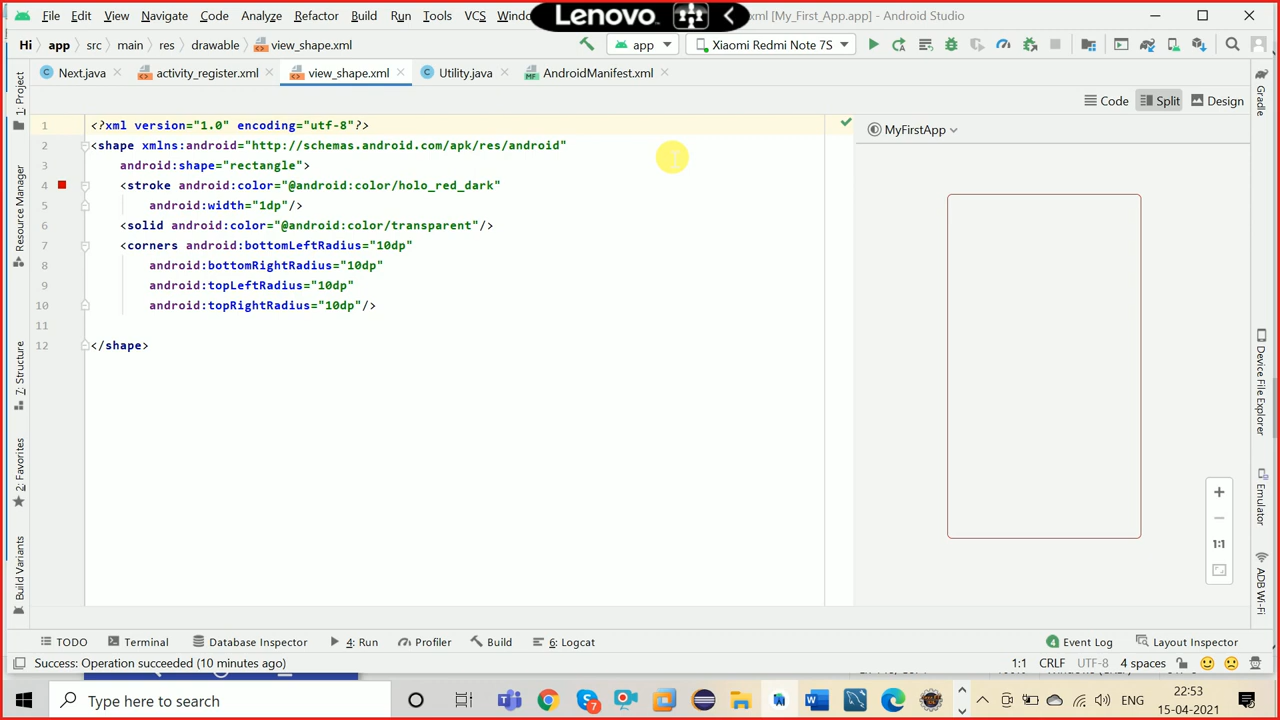 File Edit View Navigate Code Analyze Refactor Build Run Tools VCS Windo
Lenovo
xml [My_First_App.app] - Android Studio
Hi app src main res drawable view_shape.xml
app Xiaomi Redmi Note 7S
Next.java activity_register.xml view_shape.xml Utility.java AndroidManifest.xml
Code Split Design
MyFirstApp
1 <?xml version="1.0" encoding="utf-8"?>
2 <shape xmlns:android="http://schemas.android.com/apk/res/android"
3 android:shape="rectangle">
4 <stroke android:color="@android:color/holo_red_dark"
5 android:width="1dp"/>
6 <solid android:color="@android:color/transparent"/>
7 <corners android:bottomLeftRadius="10dp"
8 android:bottomRightRadius="10dp"
9 android:topLeftRadius="10dp"
10 android:topRightRadius="10dp"/>
11
12 </shape>
1: Project
Resource Manager
7: Structure
2: Favorites
Build Variants
Gradle
Device File Explorer
Emulator
ADB Wi-Fi
1:1
TODO Terminal Database Inspector 4: Run Profiler Build 6: Logcat
4 Event Log Layout Inspector
Success: Operation succeeded (10 minutes ago)
1:1 CRLF UTF-8 4 spaces
Type here to search
7
ENG
22:53
15-04-2021